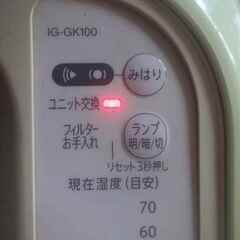 IG-GK100
みはり
ユニット交換
フィルター
お手入れ
ランプ
明/暗/切
リセット3秒押し
現在湿度(目安)
70
60